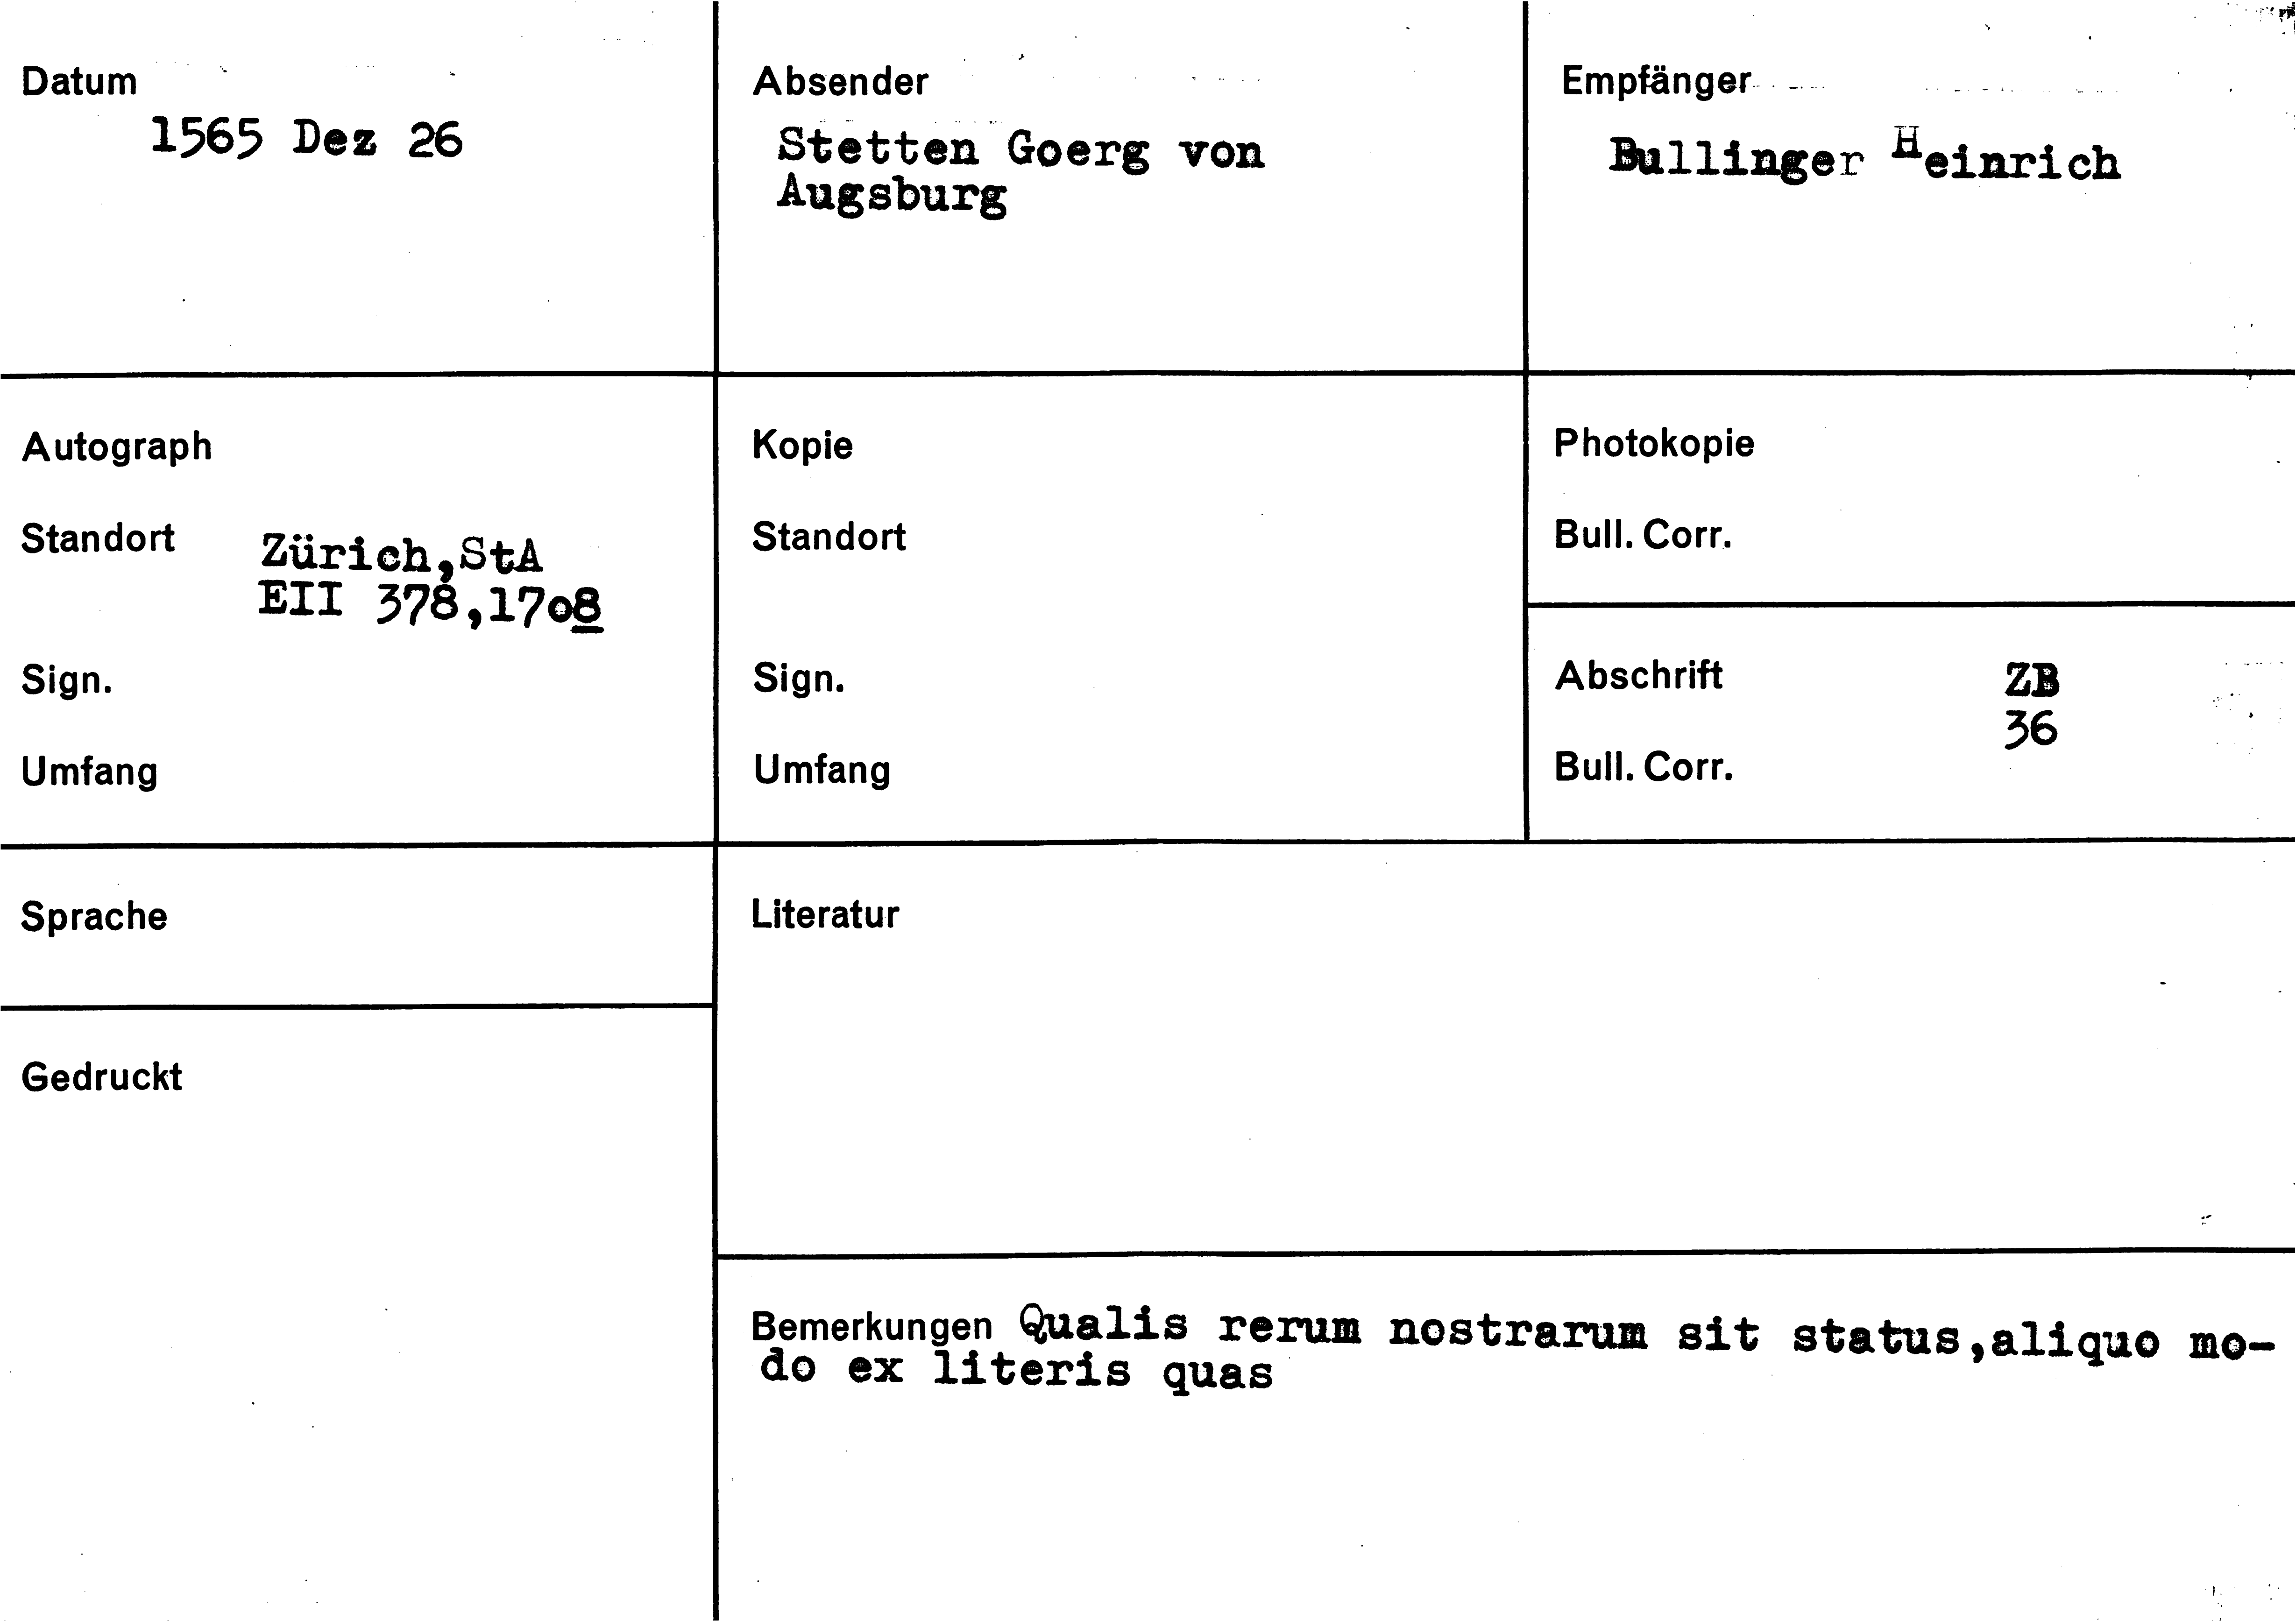 Datum
1565 Dez 26
Absender
Stetten Goerg von
Augsburg
Empfänger
Bullinger Heinrich
Autograph
Standort Zürich,StA
EII 378,1708
Sign.
Umfang
Kopie
Standort
Sign.
Umfang
Photokopie
Bull. Corr.
Abschrift ZB
36
Bull. Corr.
Sprache
Gedruckt
Literatur
Bemerkungen Qualis rerum nostrarum sit status,aliquo mo-
do ex literis quas